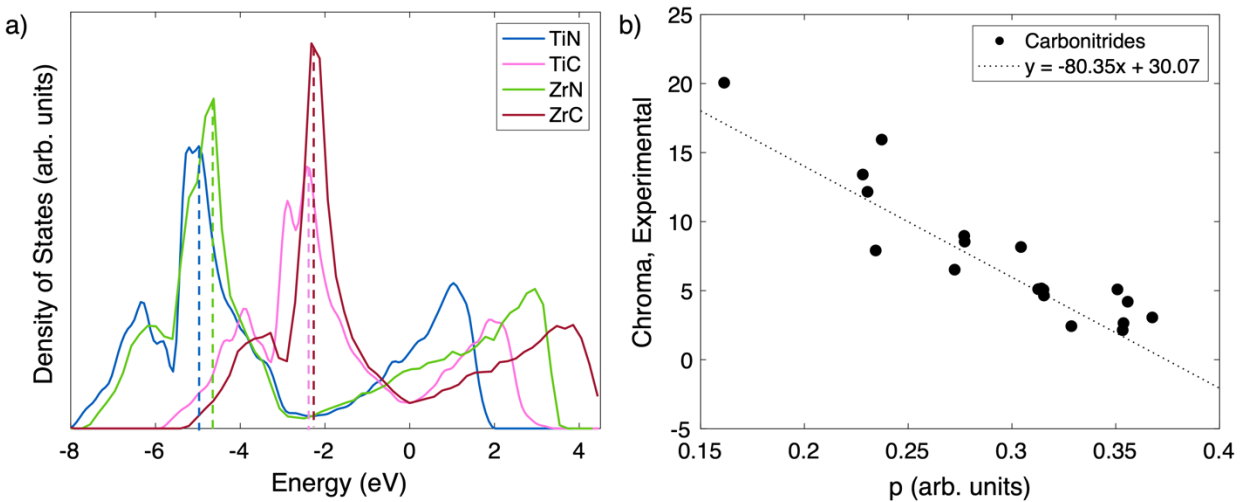 a)
Density of States (arb. units)
TiN
TiC
ZrN
ZrC
-8
-6
-4
-2
0
2
4
Energy (eV)
b)
Chroma, Experimental
25
20
15
10
5
0
-5
Carbonitrides
y = -80.35x + 30.07
0.15
0.2
0.25
0.3
0.35
0.4
p (arb. units)